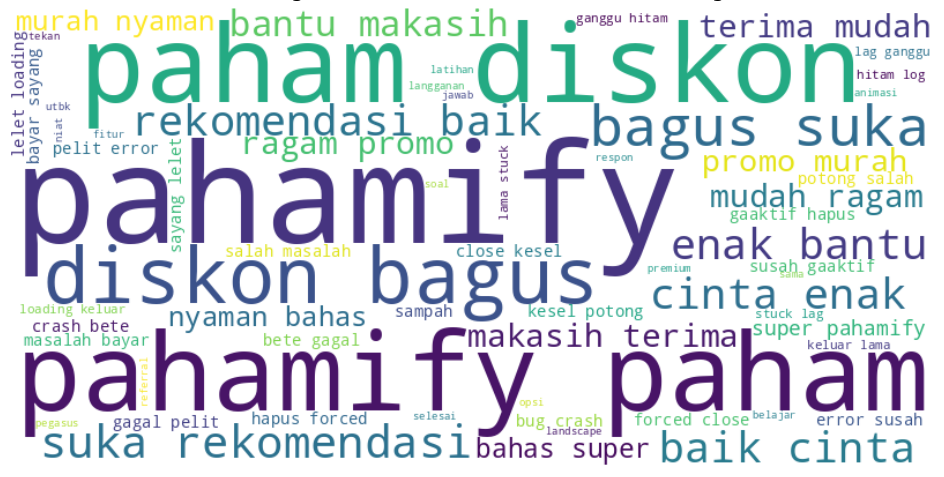 murah nyaman
bantu makasih
ganggu hitam
terima mudah
tekan
paham diskon
lag ganggu
lelet loading
bayar sayang
latihan
langganan
jawab
hitam log
animasi
utbk
niat
fitur
rekomendasi baik
bagus suka
pelit error
ragam promo
lama stuck
respon
promo murah
pahamify
sayang lelet
soal
potong salah
mudah ragam
gaaktif hapus
salah masalah
close kesel
enak bantu
diskon bagus
premium
susah gaaktif
sama
cinta enak
loading keluar
nyaman bahas
sampah
kesel potong
stuck lag
crash bete
super pahamify
masalah bayar
bete gagal
makasih terima
keluar lama
pahamify paham
referral
opsi
pegasus
gagal pelit
hapus forced
selesai
bug crash
landscape
forced close
belajar
error susah
suka rekomendasi
bahas super
baik cinta